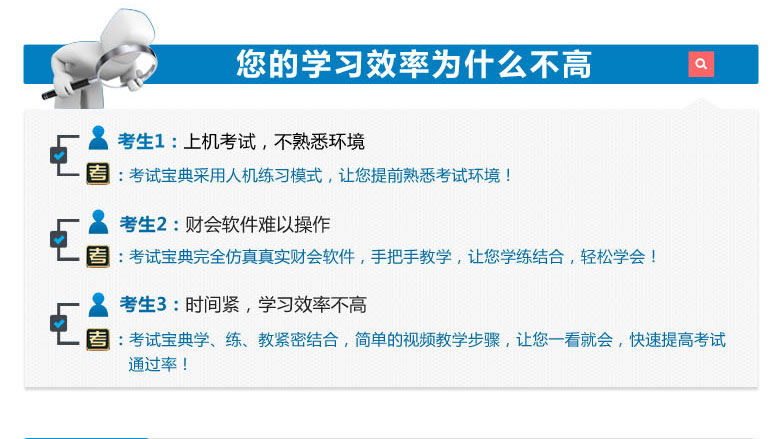 您的学习效率为什么不高
考生1：上机考试，不熟悉环境
考：考试宝典采用人机练习模式，让您提前熟悉考试环境！
考生2：财会软件难以操作
考：考试宝典完全仿真真实财会软件，手把手教学，让您学练结合，轻松学会！
考生3：时间紧，学习效率不高
考：考试宝典学、练、教紧密结合，简单的视频教学步骤，让您一看就会，快速提高考试
通过率！